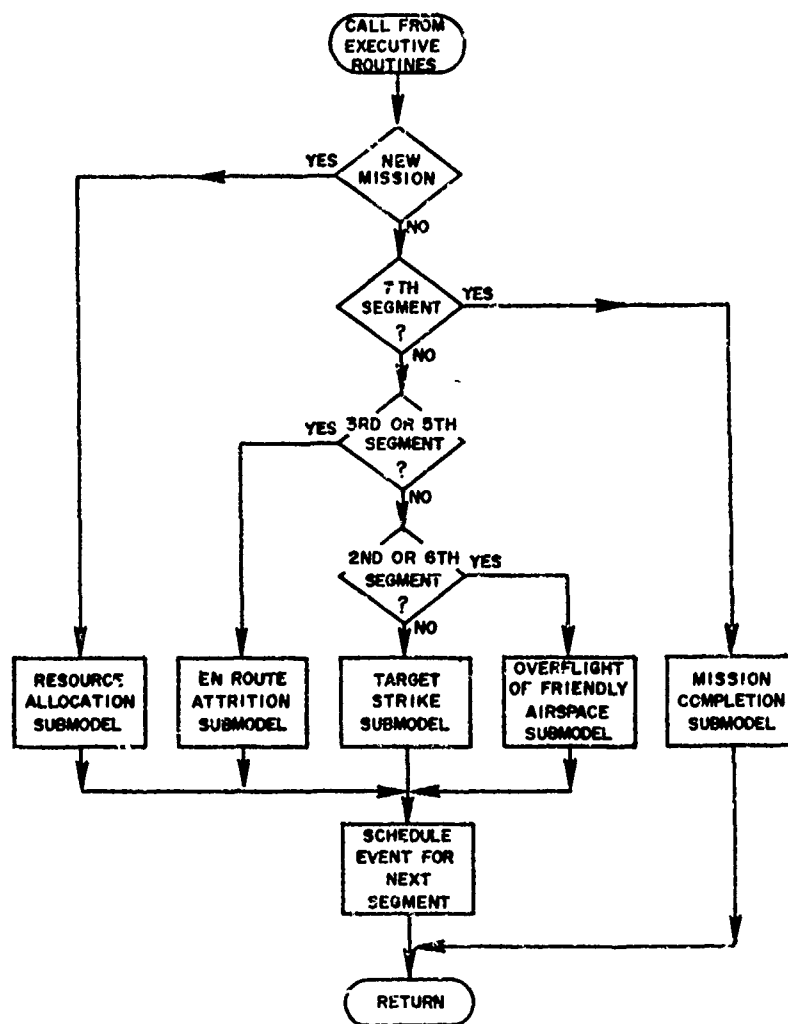 CALL FROM
EXECUTIVE
ROUTINES
YES
NEW
MISSION
NO
7TH
SEGMENT
?
YES
NO
YES
3RD OR 5TH
SEGMENT
?
NO
2ND OR 6TH
SEGMENT
?
YES
NO
RESOURCE
ALLOCATION
SUBMODEL
EN ROUTE
ATTRITION
SUBMODEL
TARGET
STRIKE
SUBMODEL
OVERFLIGHT
OF FRIENDLY
AIRSPACE
SUBMODEL
MISSION
COMPLETION
SUBMODEL
SCHEDULE
EVENT FOR
NEXT
SEGMENT
RETURN